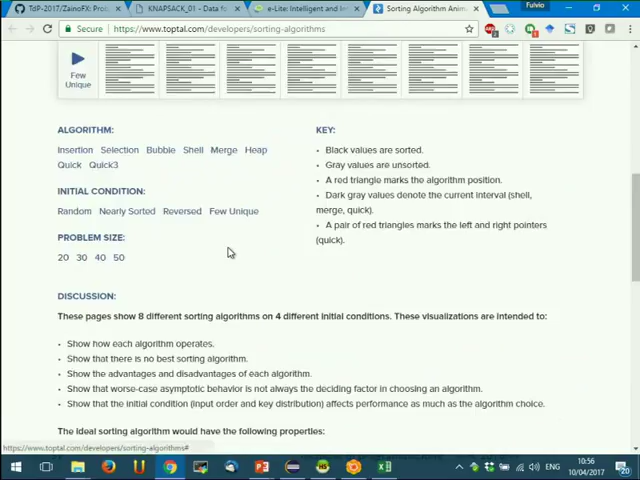 TdP-2017/ZainoFX: Pro
KNAPSACK_01 - Data fo
e-Lite: Intelligent and In
Sorting Algorithm Anim
Fulvio
Secure
https://www.toptal.com/developers/sorting-algorithms
Few
Unique
ALGORITHM:
Insertion Selection Bubble Shell Merge Heap
Quick Quick3
INITIAL CONDITION:
Random Nearly Sorted Reversed Few Unique
PROBLEM SIZE:
20 30 40 50
KEY:
Black values are sorted.
Gray values are unsorted.
A red triangle marks the algorithm position.
Dark gray values denote the current interval (shell,
merge, quick).
A pair of red triangles marks the left and right pointers
(quick).
DISCUSSION:
These pages show 8 different sorting algorithms on 4 different initial conditions. These visualizations are intended to:
Show how each algorithm operates.
Show that there is no best sorting algorithm.
Show the advantages and disadvantages of each algorithm.
Show that worse-case asymptotic behavior is not always the deciding factor in choosing an algorithm.
Show that the initial condition (input order and key distribution) affects performance as much as the algorithm choice.
The ideal sorting algorithm would have the following properties:
https://www.toptal.com/developers/sorting-algorithms#
ENG
10:56
10/04/2017
20